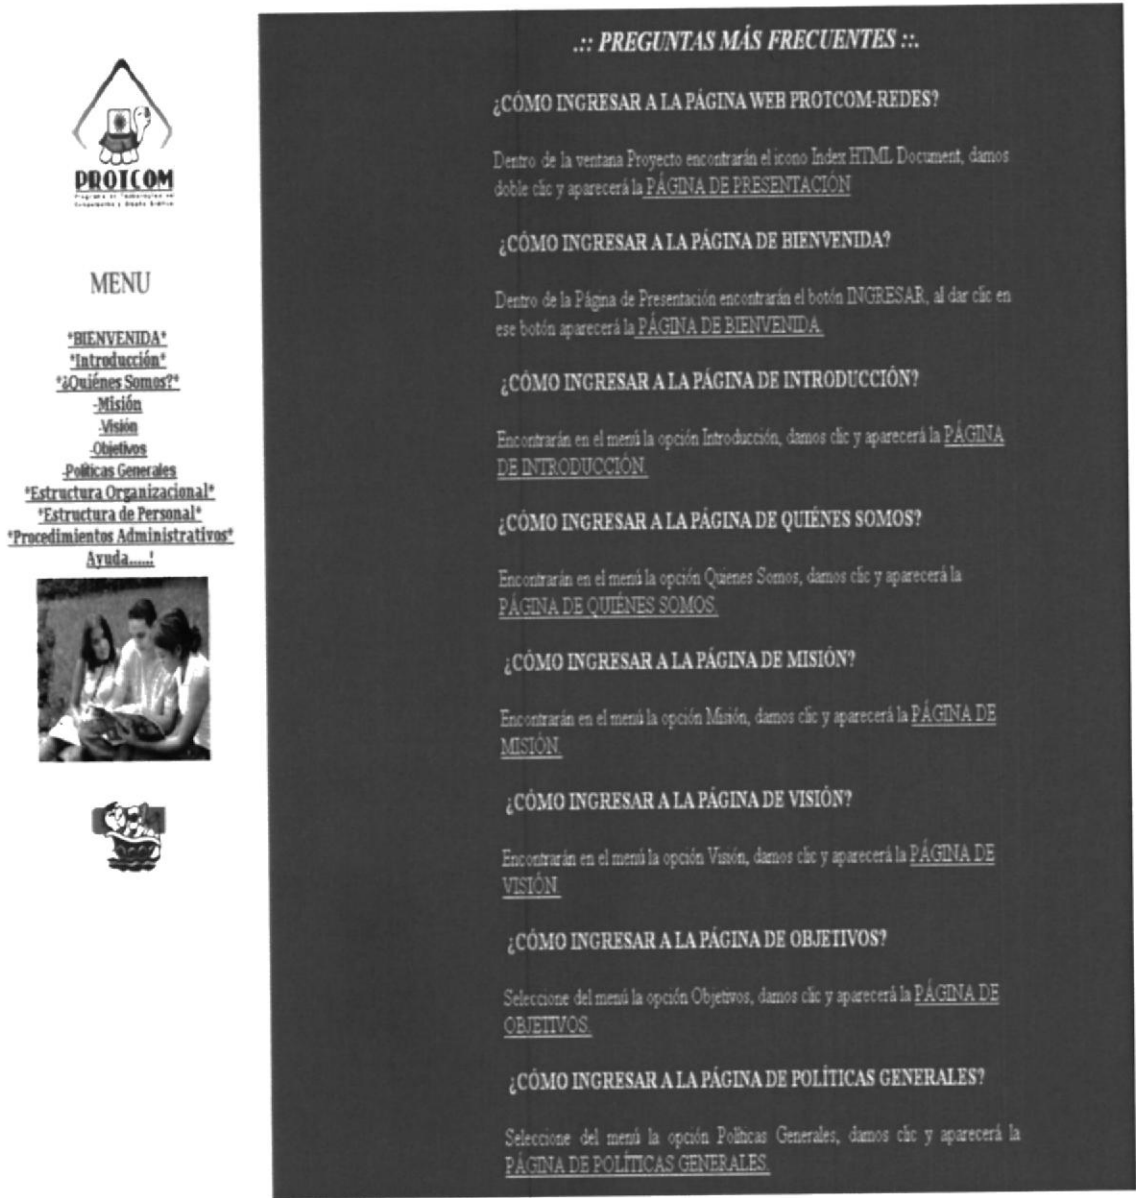 PROTCOM
Programa de Tecnologías en
Computación y Diseño Gráfico
MENU
*BIENVENIDA*
*Introducción*
*¿Quiénes Somos?*
-Misión
-Visión
-Objetivos
-Políticas Generales
*Estructura Organizacional*
*Estructura de Personal*
*Procedimientos Administrativos*
Ayuda.....!
.:: PREGUNTAS MÁS FRECUENTES ::.
¿CÓMO INGRESAR A LA PÁGINA WEB PROTCOM-REDES?
Dentro de la ventana Proyecto encontrarán el icono Index HTML Document, damos
doble clic y aparecerá la PÁGINA DE PRESENTACIÓN
¿CÓMO INGRESAR A LA PÁGINA DE BIENVENIDA?
Dentro de la Página de Presentación encontrarán el botón INGRESAR, al dar clic en
ese botón aparecerá la PÁGINA DE BIENVENIDA.
¿CÓMO INGRESAR A LA PÁGINA DE INTRODUCCIÓN?
Encontrarán en el menú la opción Introducción, damos clic y aparecerá la PÁGINA
DE INTRODUCCIÓN.
¿CÓMO INGRESAR A LA PÁGINA DE QUIÉNES SOMOS?
Encontrarán en el menú la opción Quienes Somos, damos clic y aparecerá la
PÁGINA DE QUIÉNES SOMOS.
¿CÓMO INGRESAR A LA PÁGINA DE MISIÓN?
Encontrarán en el menú la opción Misión, damos clic y aparecerá la PÁGINA DE
MISIÓN.
¿CÓMO INGRESAR A LA PÁGINA DE VISIÓN?
Encontrarán en el menú la opción Visión, damos clic y aparecerá la PÁGINA DE
VISIÓN.
¿CÓMO INGRESAR A LA PÁGINA DE OBJETIVOS?
Seleccione del menú la opción Objetivos, damos clic y aparecerá la PÁGINA DE
OBJETIVOS.
¿CÓMO INGRESAR A LA PÁGINA DE POLÍTICAS GENERALES?
Seleccione del menú la opción Políticas Generales, damos clic y aparecerá la
PÁGINA DE POLÍTICAS GENERALES.